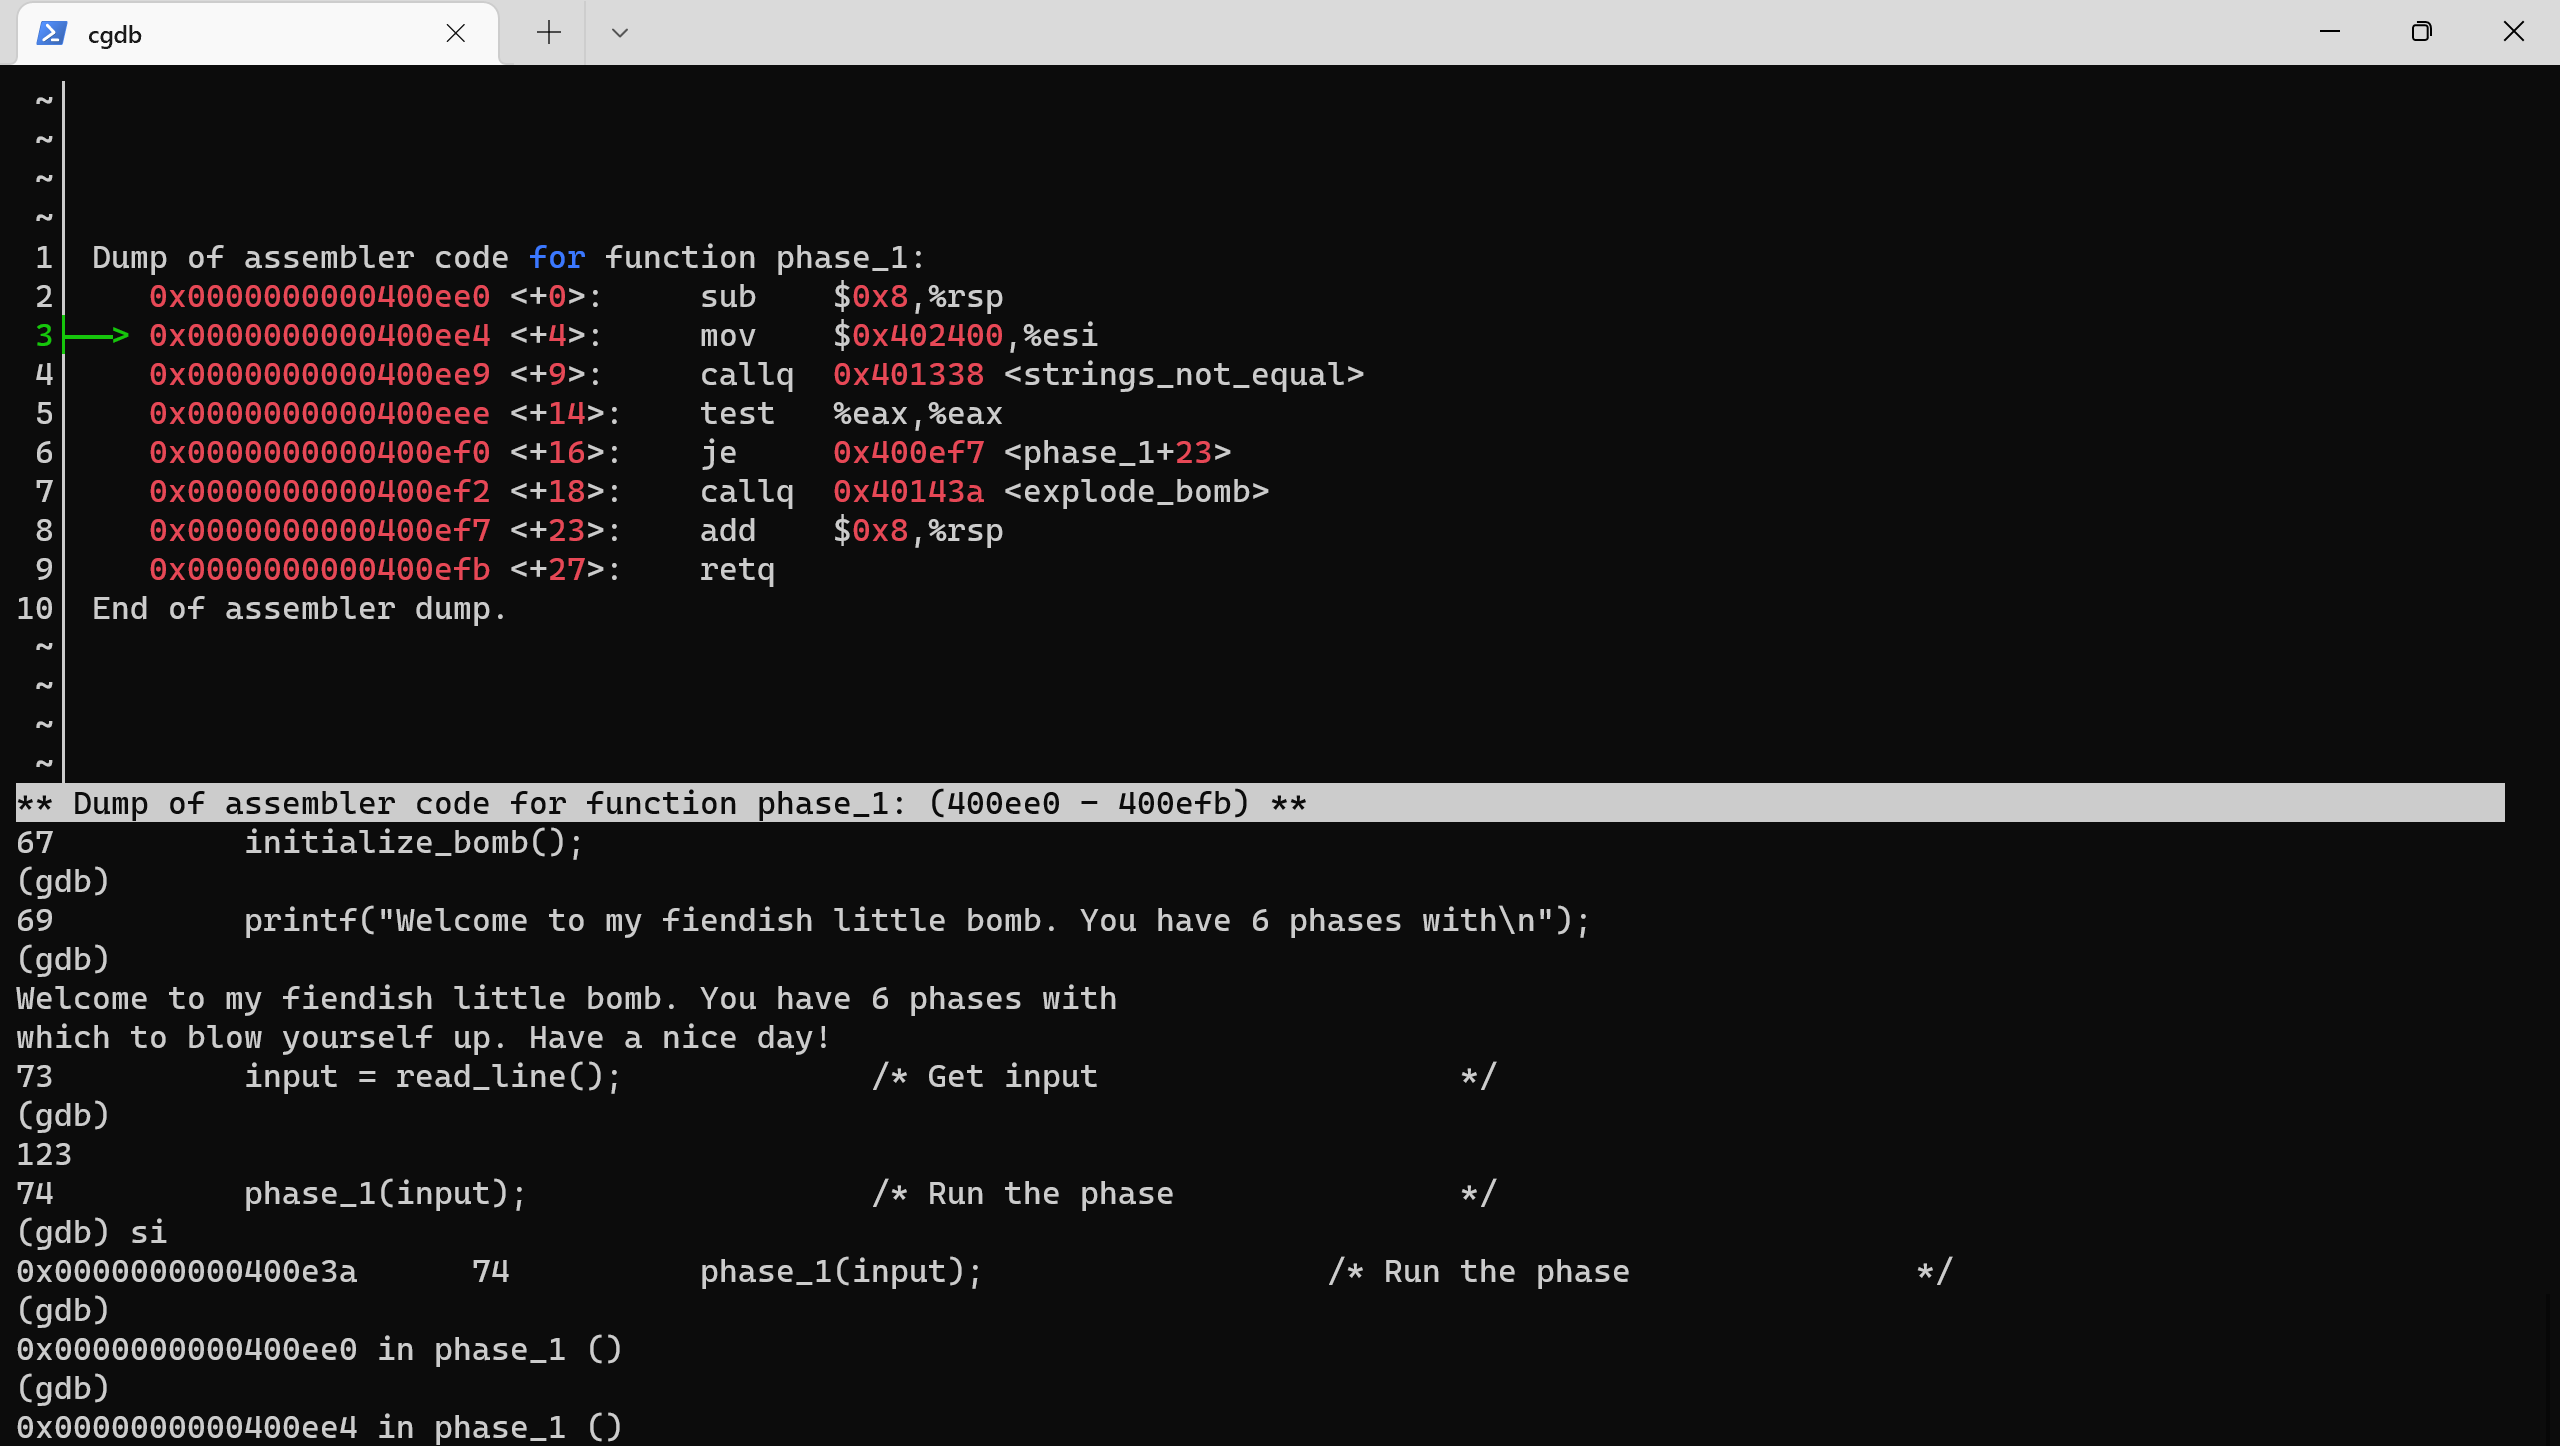 cgdb
~
~
~
~
1 Dump of assembler code for function phase_1:
2 0x0000000000400ee0 <+0>: sub $0x8,%rsp
3 ──> 0x0000000000400ee4 <+4>: mov $0x402400,%esi
4 0x0000000000400ee9 <+9>: callq 0x401338 <strings_not_equal>
5 0x0000000000400eee <+14>: test %eax,%eax
6 0x0000000000400ef0 <+16>: je 0x400ef7 <phase_1+23>
7 0x0000000000400ef2 <+18>: callq 0x40143a <explode_bomb>
8 0x0000000000400ef7 <+23>: add $0x8,%rsp
9 0x0000000000400efb <+27>: retq
10 End of assembler dump.
~
~
~
~
** Dump of assembler code for function phase_1: (400ee0 - 400efb) **
67 initialize_bomb();
(gdb)
69 printf("Welcome to my fiendish little bomb. You have 6 phases with\n");
(gdb)
Welcome to my fiendish little bomb. You have 6 phases with
which to blow yourself up. Have a nice day!
73 input = read_line(); /* Get input */
(gdb)
123
74 phase_1(input); /* Run the phase */
(gdb) si
0x0000000000400e3a 74 phase_1(input); /* Run the phase */
(gdb)
0x0000000000400ee0 in phase_1 ()
(gdb)
0x0000000000400ee4 in phase_1 ()